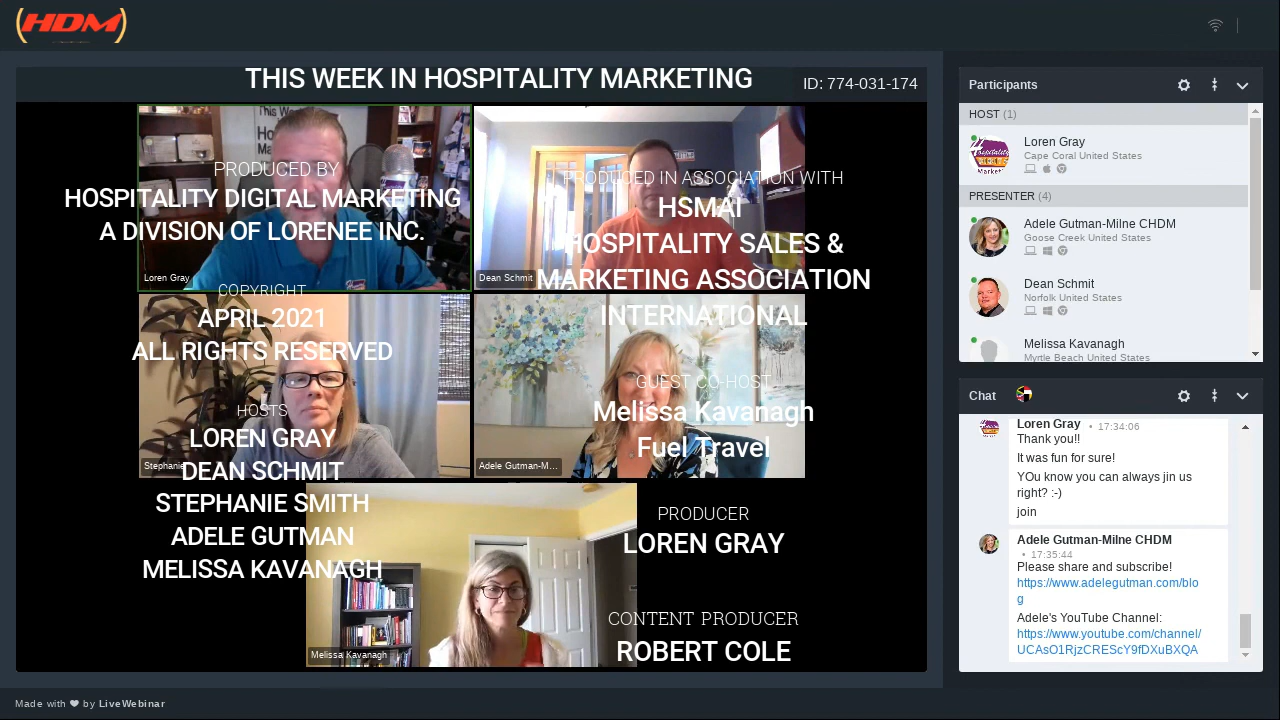 (HDM)
THIS WEEK IN HOSPITALITY MARKETING
ID: 774-031-174
PRODUCED BY
HOSPITALITY DIGITAL MARKETING
A DIVISION OF LORENEE INC.
Loren Gray
COPYRIGHT
APRIL 2021
ALL RIGHTS RESERVED
HOSTS
LOREN GRAY
DEAN SCHMIT
STEPHANIE SMITH
ADELE GUTMAN
MELISSA KAVANAGH
Stephanie
PRODUCED IN ASSOCIATION WITH
HSMAI
HOSPITALITY SALES &
MARKETING ASSOCIATION
INTERNATIONAL
Dean Schmit
GUEST CO-HOST
Melissa Kavanagh
Fuel Travel
Adele Gutman-M...
PRODUCER
LOREN GRAY
CONTENT PRODUCER
ROBERT COLE
Melissa Kavanagh
Participants
HOST (1)
Loren Gray
Cape Coral United States
PRESENTER (4)
Adele Gutman-Milne CHDM
Goose Creek United States
Dean Schmit
Norfolk United States
Melissa Kavanagh
Myrtle Beach United States
Chat
Loren Gray • 17:34:06
Thank you!!
It was fun for sure!
YOu know you can always jin us
right? :-)
join
Adele Gutman-Milne CHDM
• 17:35:44
Please share and subscribe!
https://www.adelegutman.com/blo
g
Adele's YouTube Channel:
https://www.youtube.com/channel/
UCAsO1RjzCREScY9fDXuBXQA
Made with ❤ by LiveWebinar